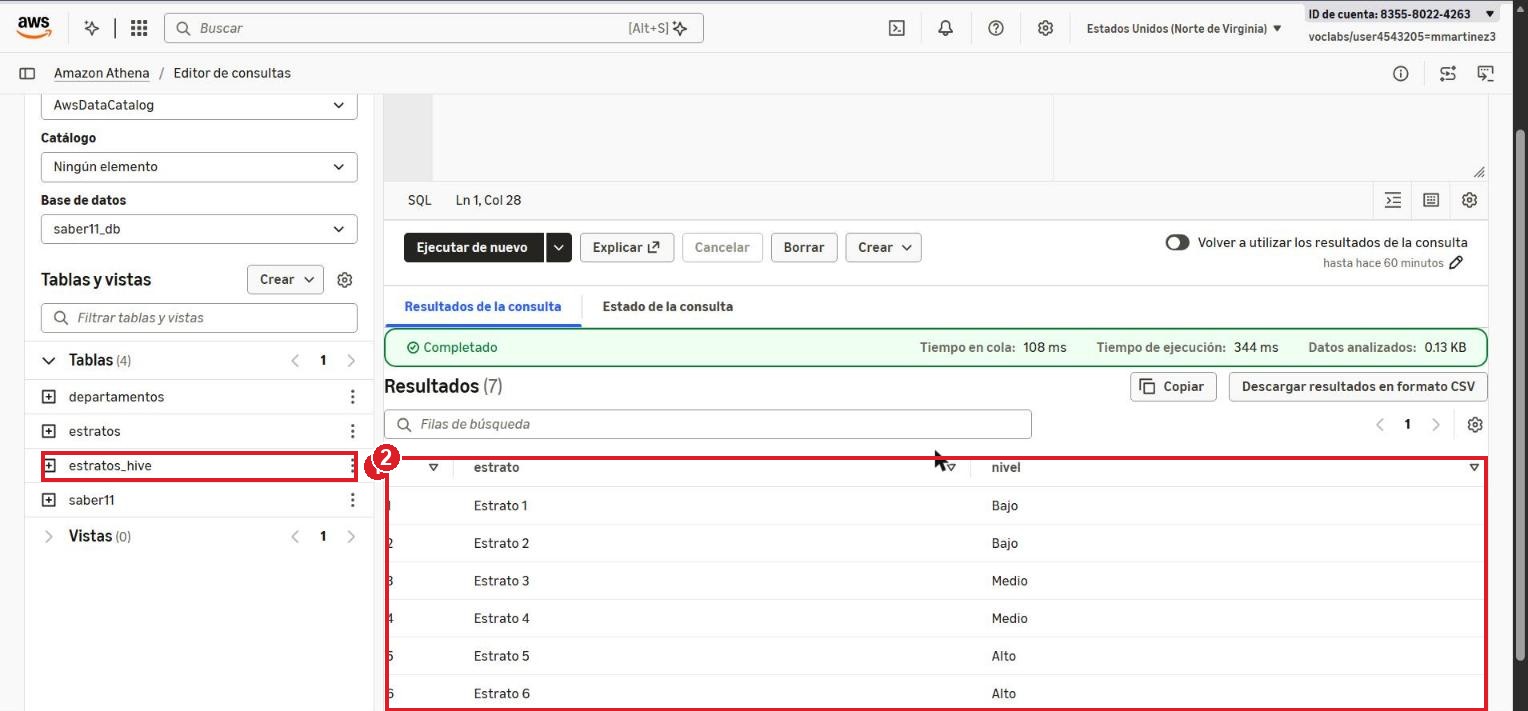 aws
Buscar [Alt+S]
Estados Unidos (Norte de Virginia)
ID de cuenta: 8355-8022-4263
voclabs/user4543205=mmartinez3
Amazon Athena / Editor de consultas
AwsDataCatalog
Catálogo
Ningún elemento
Base de datos
saber11_db
Tablas y vistas
Crear
Filtrar tablas y vistas
Tablas (4) 1
departamentos
estratos
estratos_hive
saber11
Vistas (0) 1
SQL Ln 1, Col 28
Ejecutar de nuevo
Explicar
Cancelar
Borrar
Crear
Volver a utilizar los resultados de la consulta
hasta hace 60 minutos
Resultados de la consulta
Estado de la consulta
Completado
Tiempo en cola: 108 ms
Tiempo de ejecución: 344 ms
Datos analizados: 0.13 KB
Resultados (7)
Copiar
Descargar resultados en formato CSV
Filas de búsqueda
1
2
estrato nivel
1 Estrato 1 Bajo
2 Estrato 2 Bajo
3 Estrato 3 Medio
4 Estrato 4 Medio
5 Estrato 5 Alto
6 Estrato 6 Alto